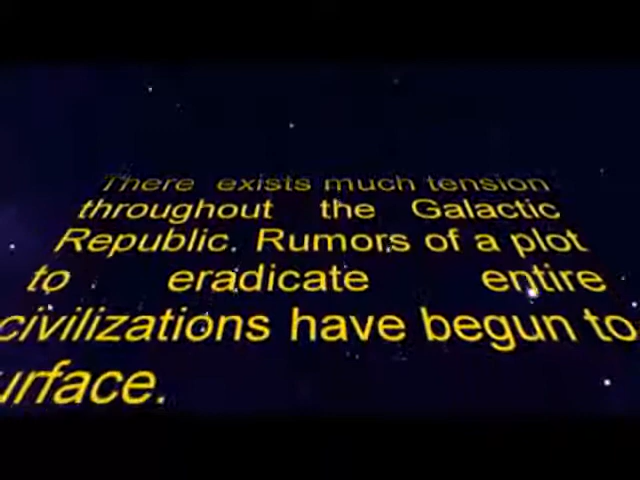 There exists much tension
throughout the Galactic
Republic. Rumors of a plot
to eradicate entire
civilizations have begun to
urface.